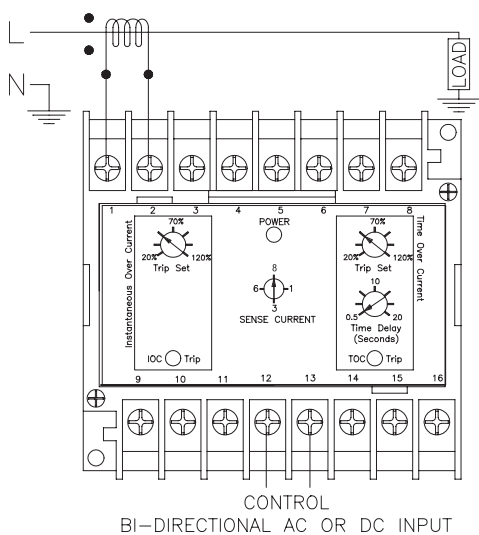 L
N
LOAD
1 2 3 4 5 6 7 8
Instantaneous Over Current
70%
20% 120%
Trip Set
IOC Trip
POWER
8
6 1
3
SENSE CURRENT
Time Over Current
70%
20% 120%
Trip Set
10
0.5 20
Time Delay
(Seconds)
TOC Trip
9 10 11 12 13 14 15 16
CONTROL
BI-DIRECTIONAL AC OR DC INPUT